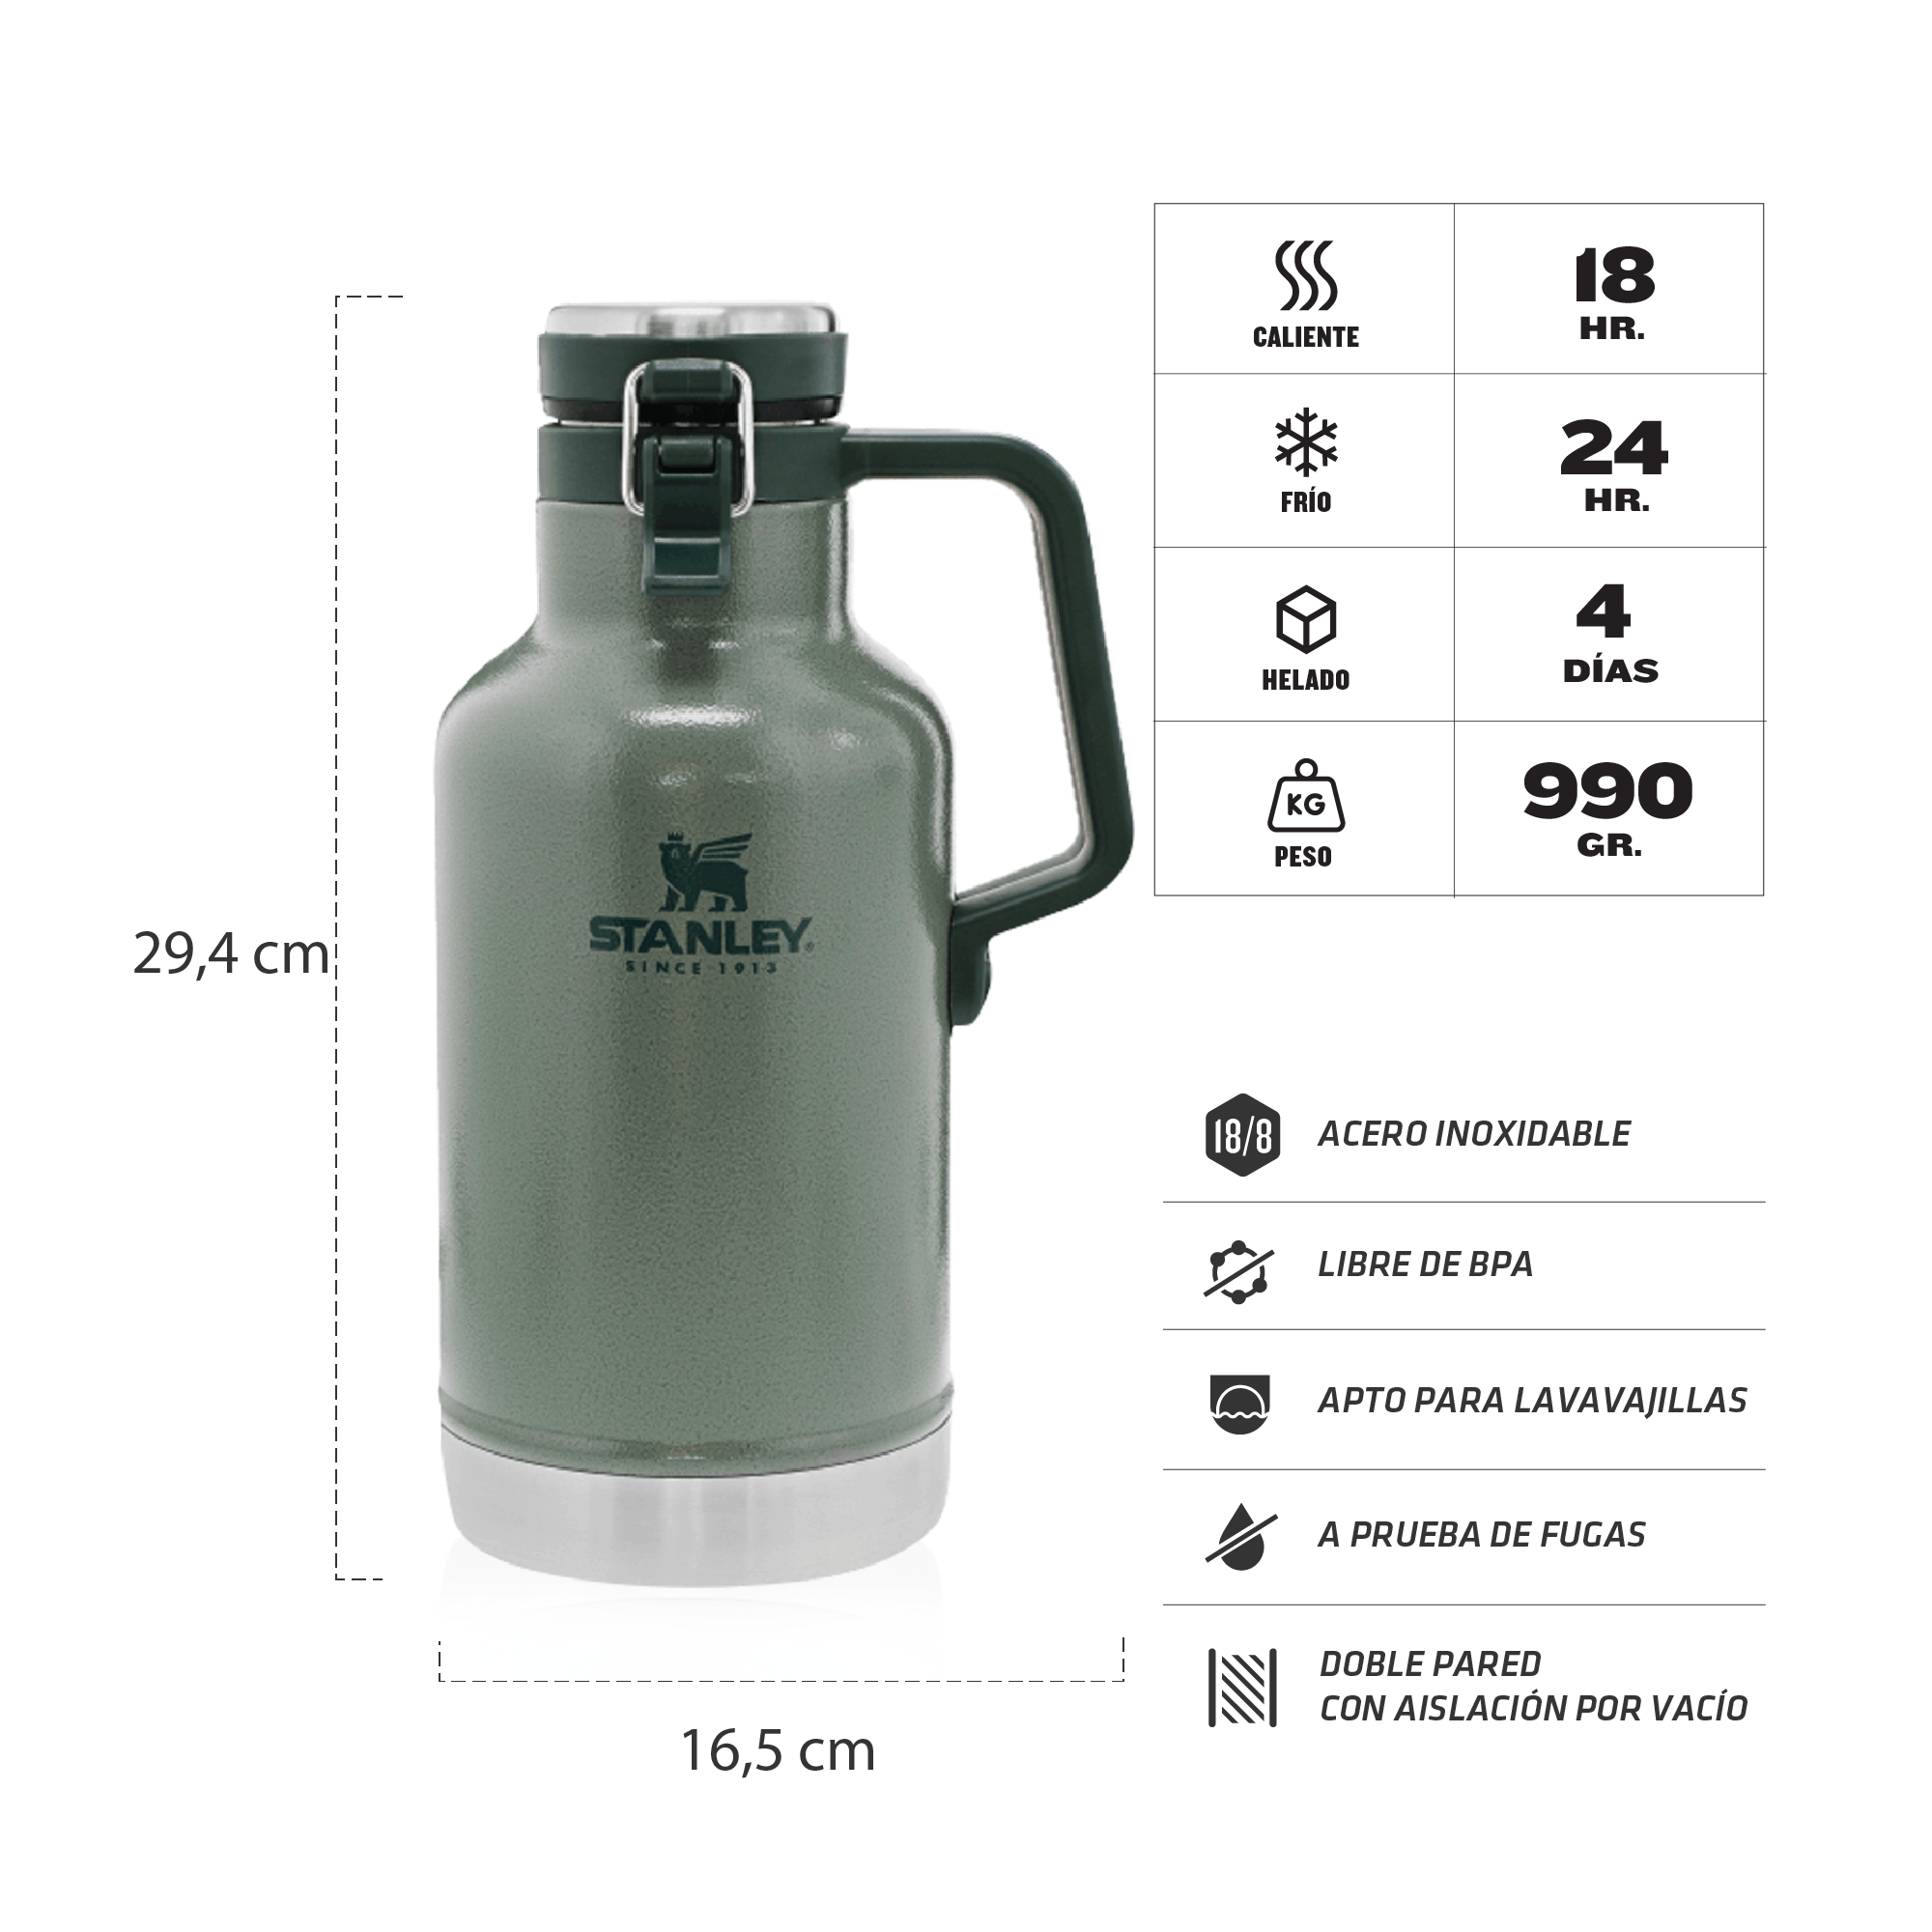 CALIENTE
18
HR.
FRÍO
24
HR.
HELADO
4
DÍAS
KG
PESO
990
GR.
29,4 cm
STANLEY®
SINCE 1913
18/8
ACERO INOXIDABLE
LIBRE DE BPA
APTO PARA LAVAVAJILLAS
A PRUEBA DE FUGAS
DOBLE PARED
CON AISLACIÓN POR VACÍO
16,5 cm